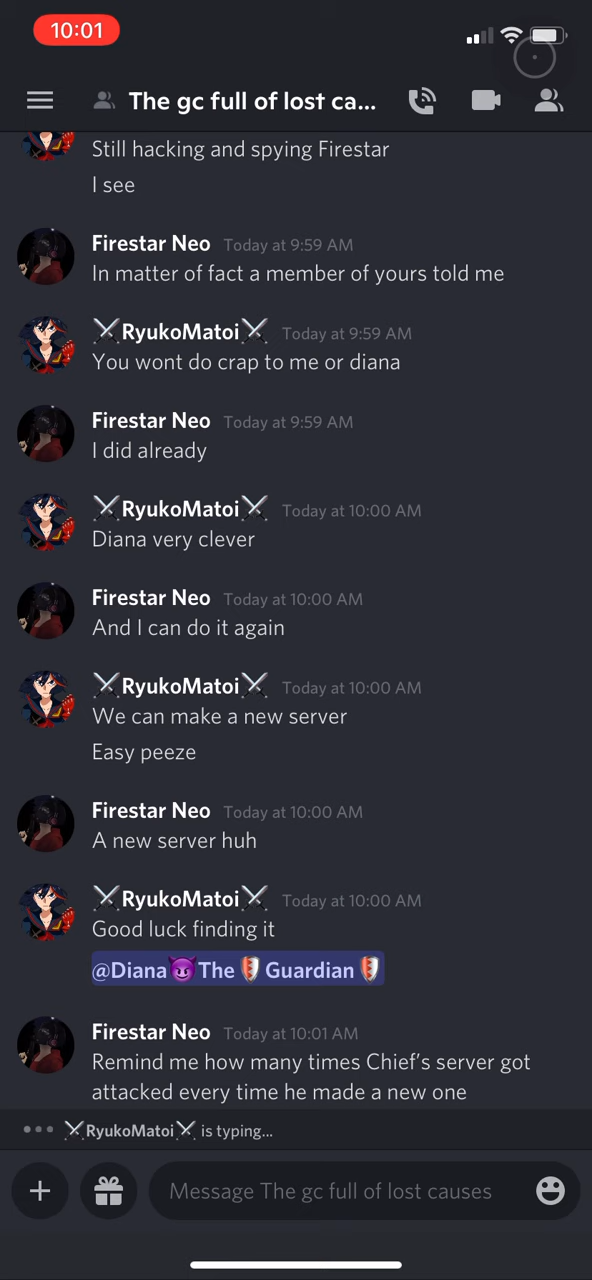 10:01
The gc full of lost ca...
Still hacking and spying Firestar
I see
Firestar Neo Today at 9:59 AM
In matter of fact a member of yours told me
⚔RyukoMatoi⚔ Today at 9:59 AM
You wont do crap to me or diana
Firestar Neo Today at 9:59 AM
I did already
⚔RyukoMatoi⚔ Today at 10:00 AM
Diana very clever
Firestar Neo Today at 10:00 AM
And I can do it again
⚔RyukoMatoi⚔ Today at 10:00 AM
We can make a new server
Easy peeze
Firestar Neo Today at 10:00 AM
A new server huh
⚔RyukoMatoi⚔ Today at 10:00 AM
Good luck finding it
@Diana😈The🛡Guardian🛡
Firestar Neo Today at 10:01 AM
Remind me how many times Chief's server got
attacked every time he made a new one
⚔RyukoMatoi⚔ is typing...
Message The gc full of lost causes